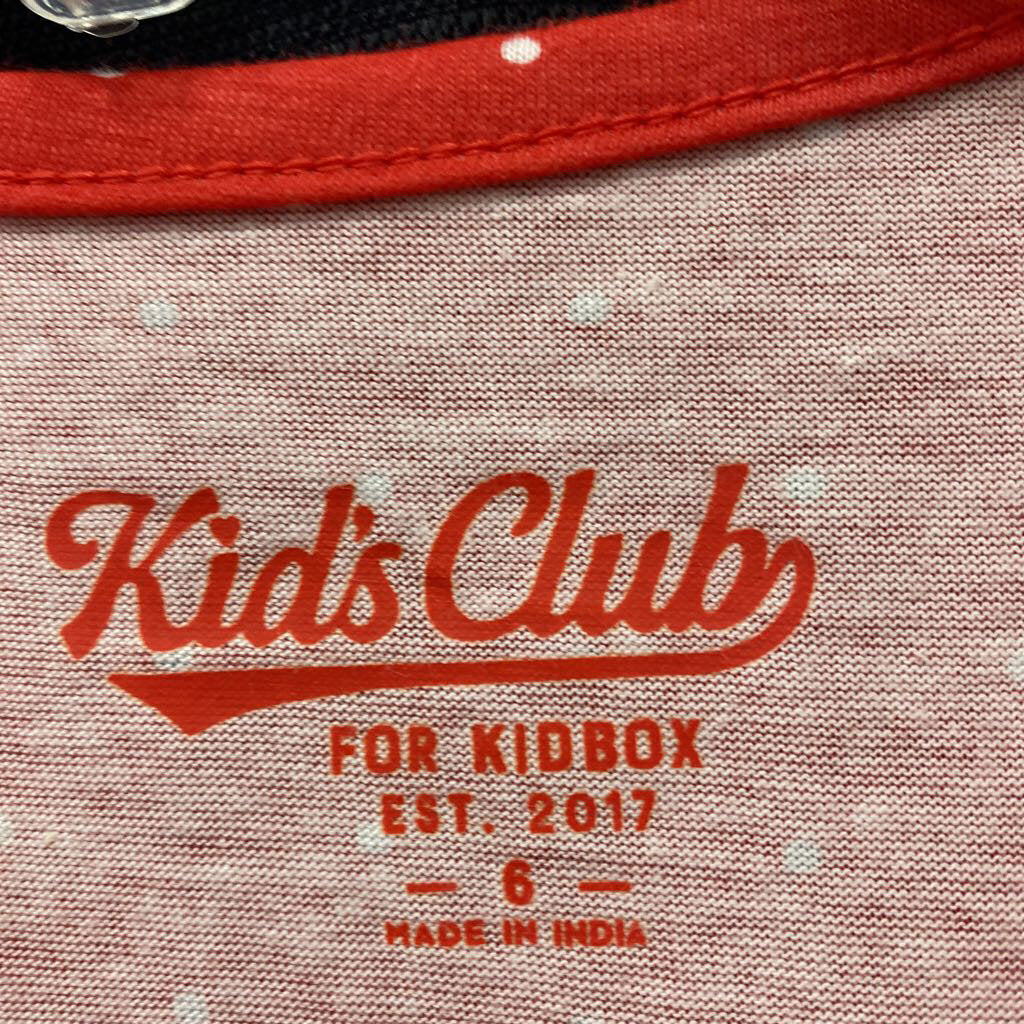 Kid's Club
FOR KIDBOX
EST. 2017
— 6 —
MADE IN INDIA